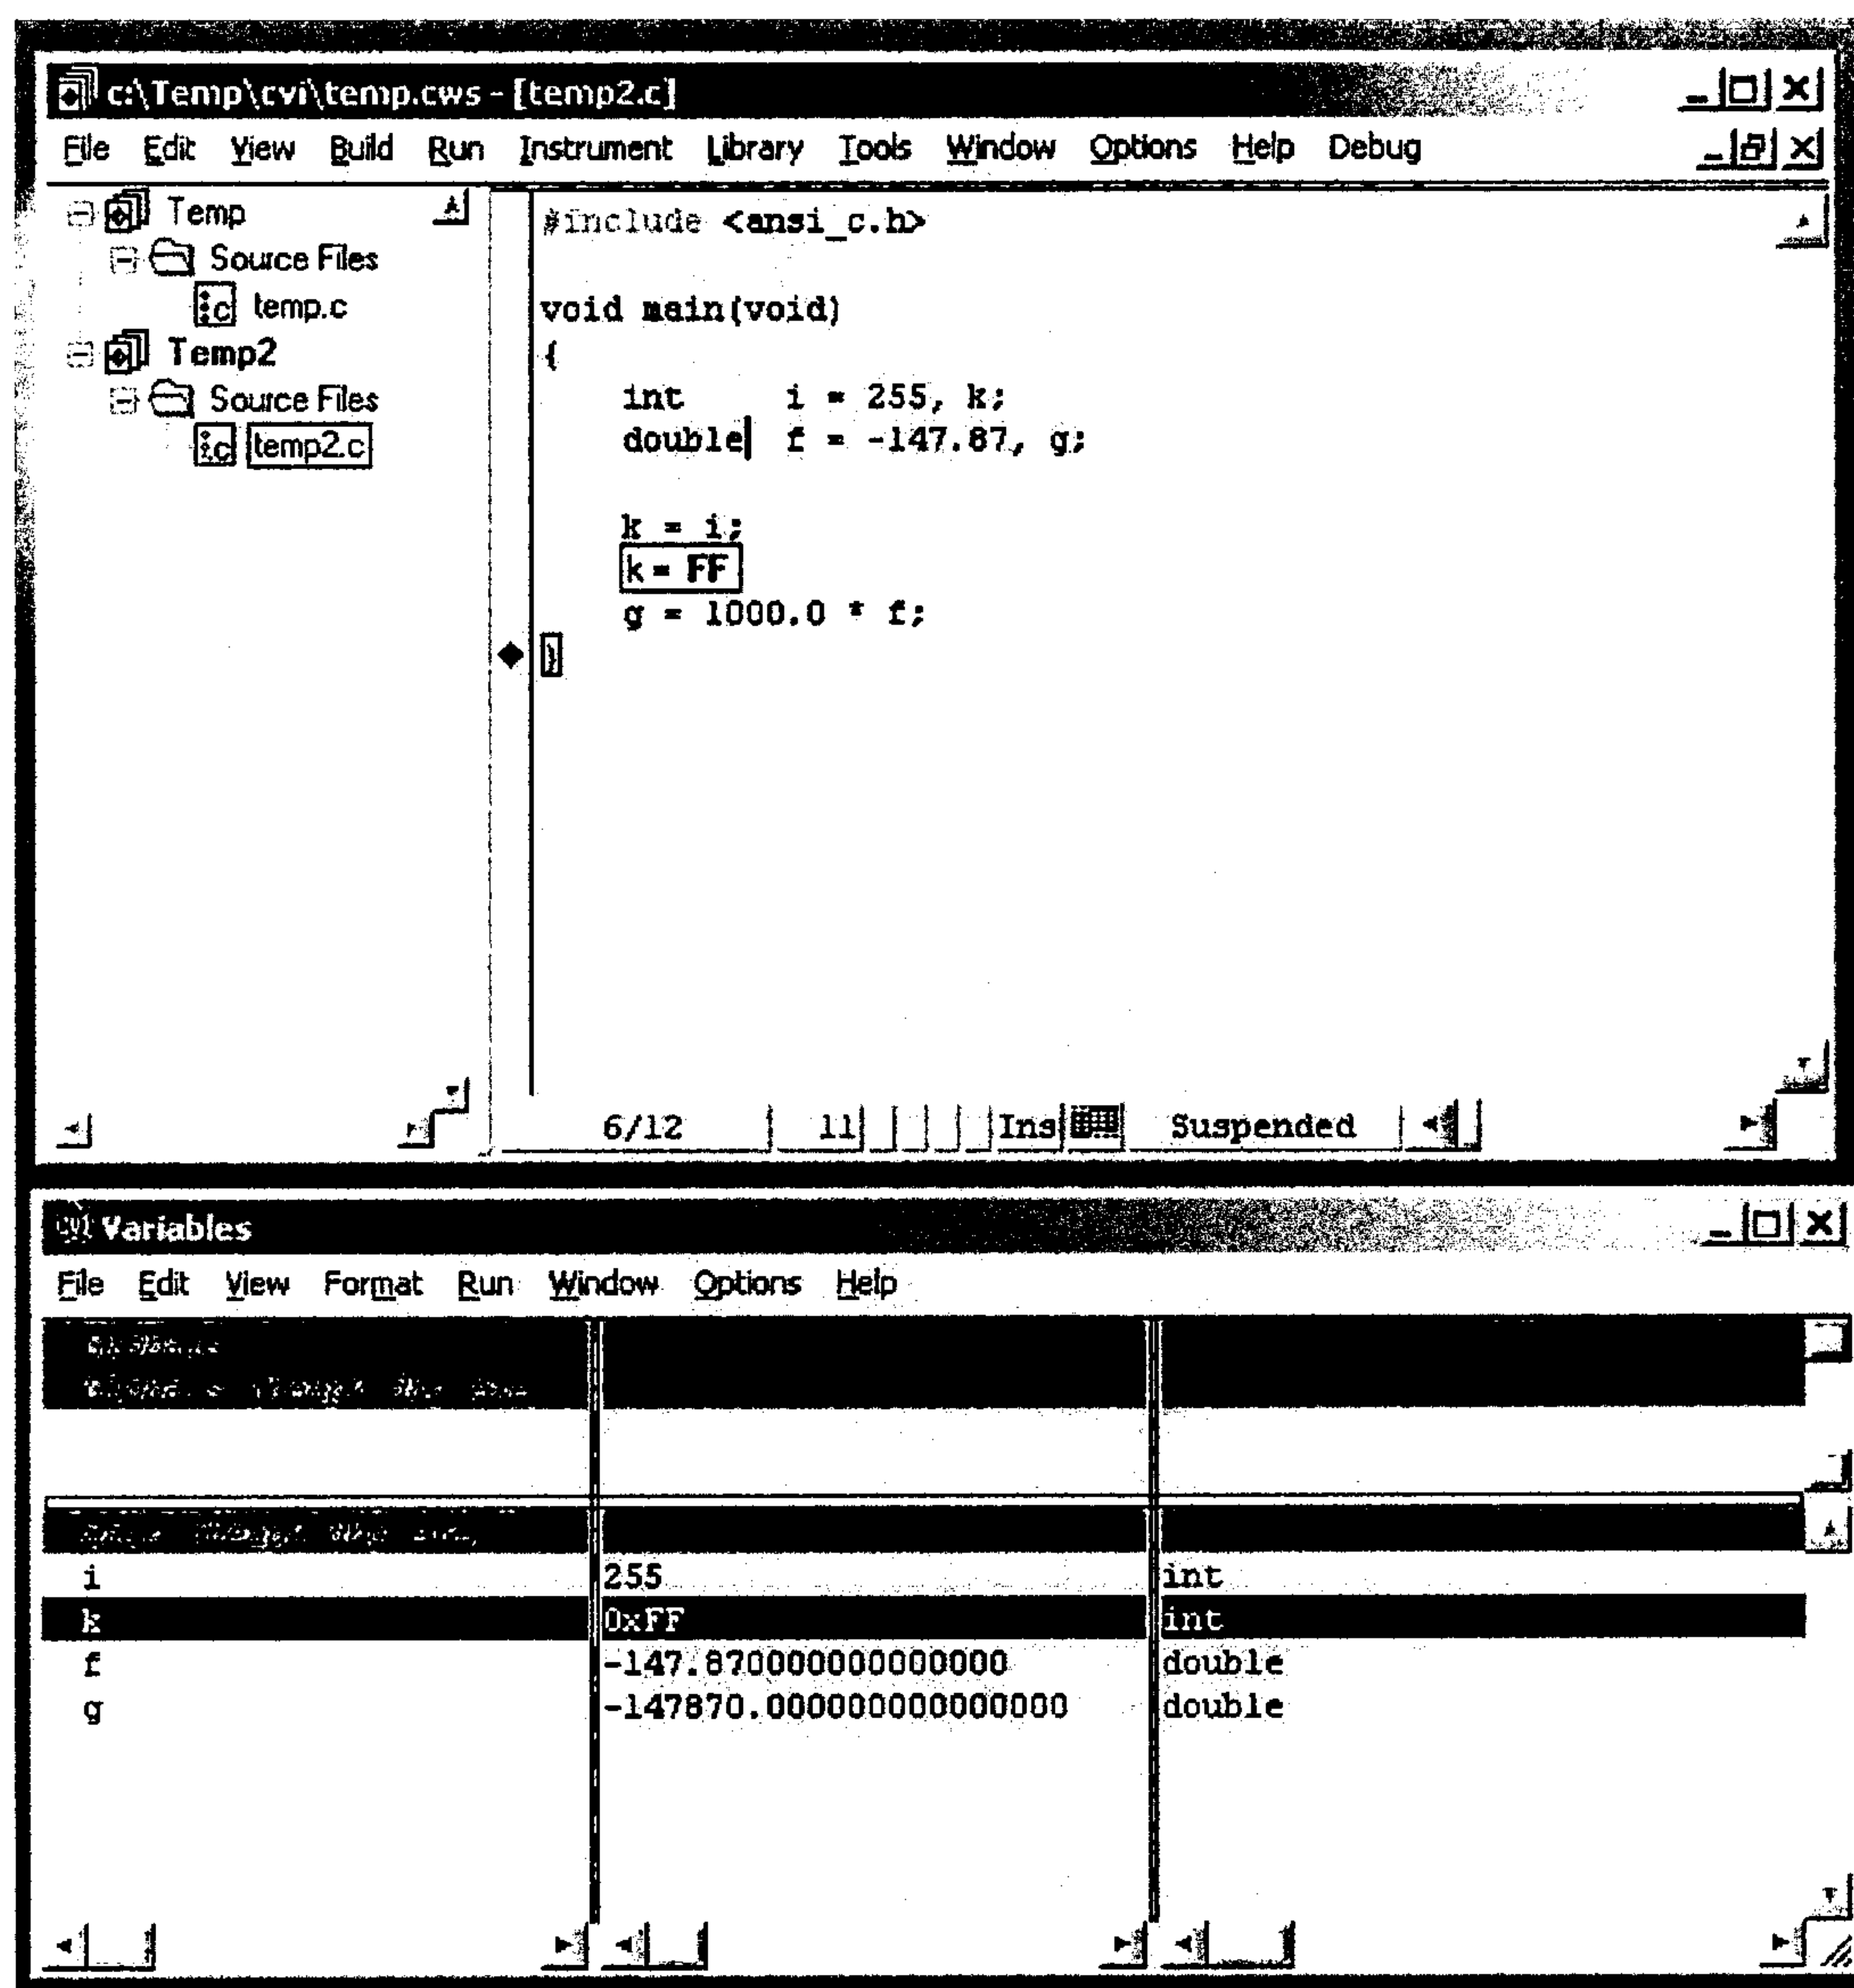 c:\Temp\cvi\temp.cws - [temp2.c]
File Edit View Build Run Instrument Library Tools Window Options Help Debug
Temp
Source Files
temp.c
Temp2
Source Files
temp2.c
#include <ansi_c.h>
void main(void)
{
int i = 255, k;
double f = -147.87, g;
k = i;
k = FF
g = 1000.0 * f;
}
6/12 11 Ins Suspended
cvi Variables
File Edit View Format Run Window Options Help
i 255 int
k 0xFF int
f -147.870000000000000 double
g -147870.000000000000000 double